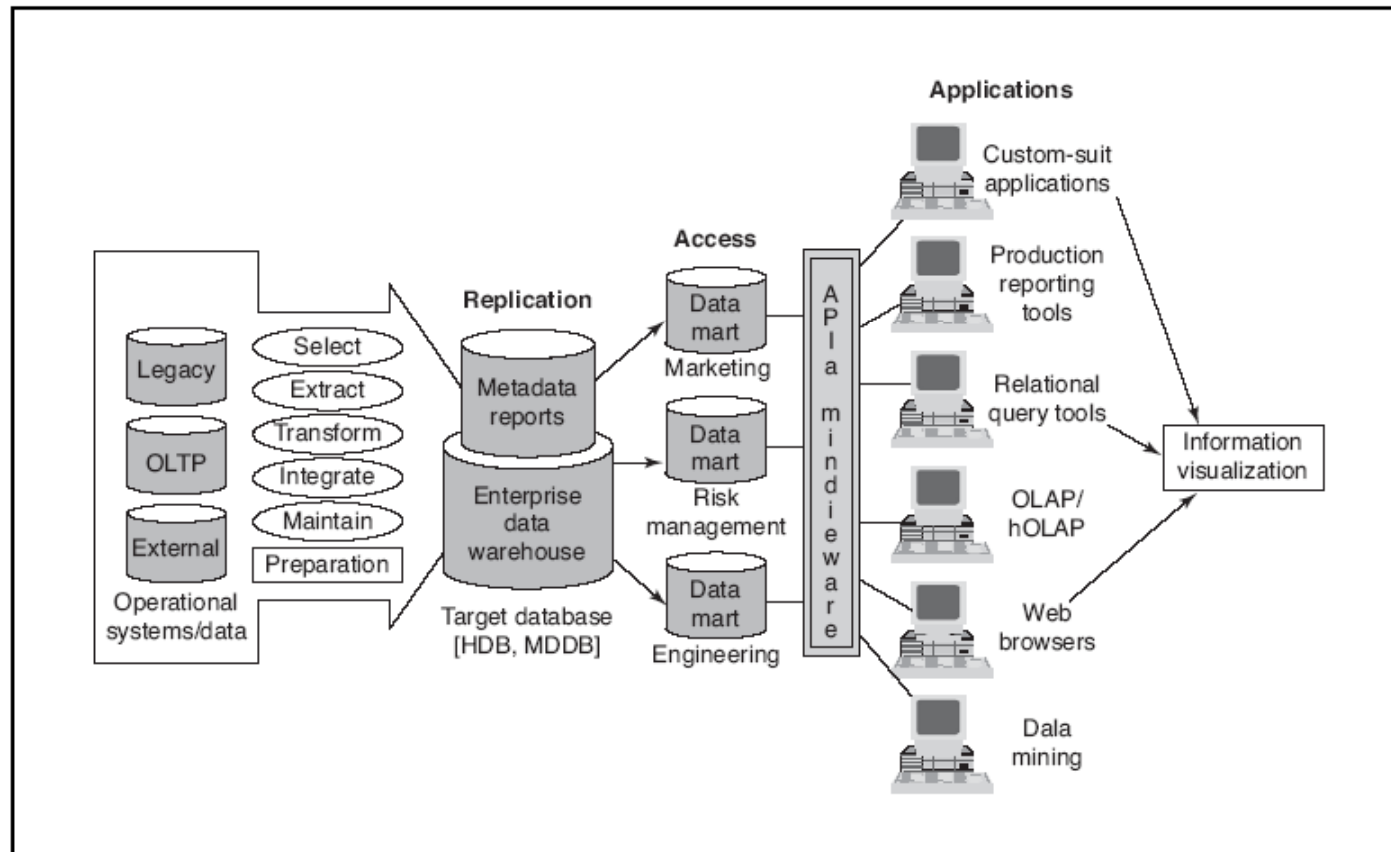 Applications
Custom-suit
applications
Access
Production
reporting
tools
Replication
Data
mart
Marketing
Legacy
Select
Extract
Transform
Integrate
Maintain
Preparation
OLTP
External
Operational
systems/data
Metadata
reports
Enterprise
data
warehouse
Target database
[HDB, MDDB]
Data
mart
Risk
management
Data
mart
Engineering
APIa mindieware
Relational
query tools
Information
visualization
OLAP/
hOLAP
Web
browsers
Dala
mining